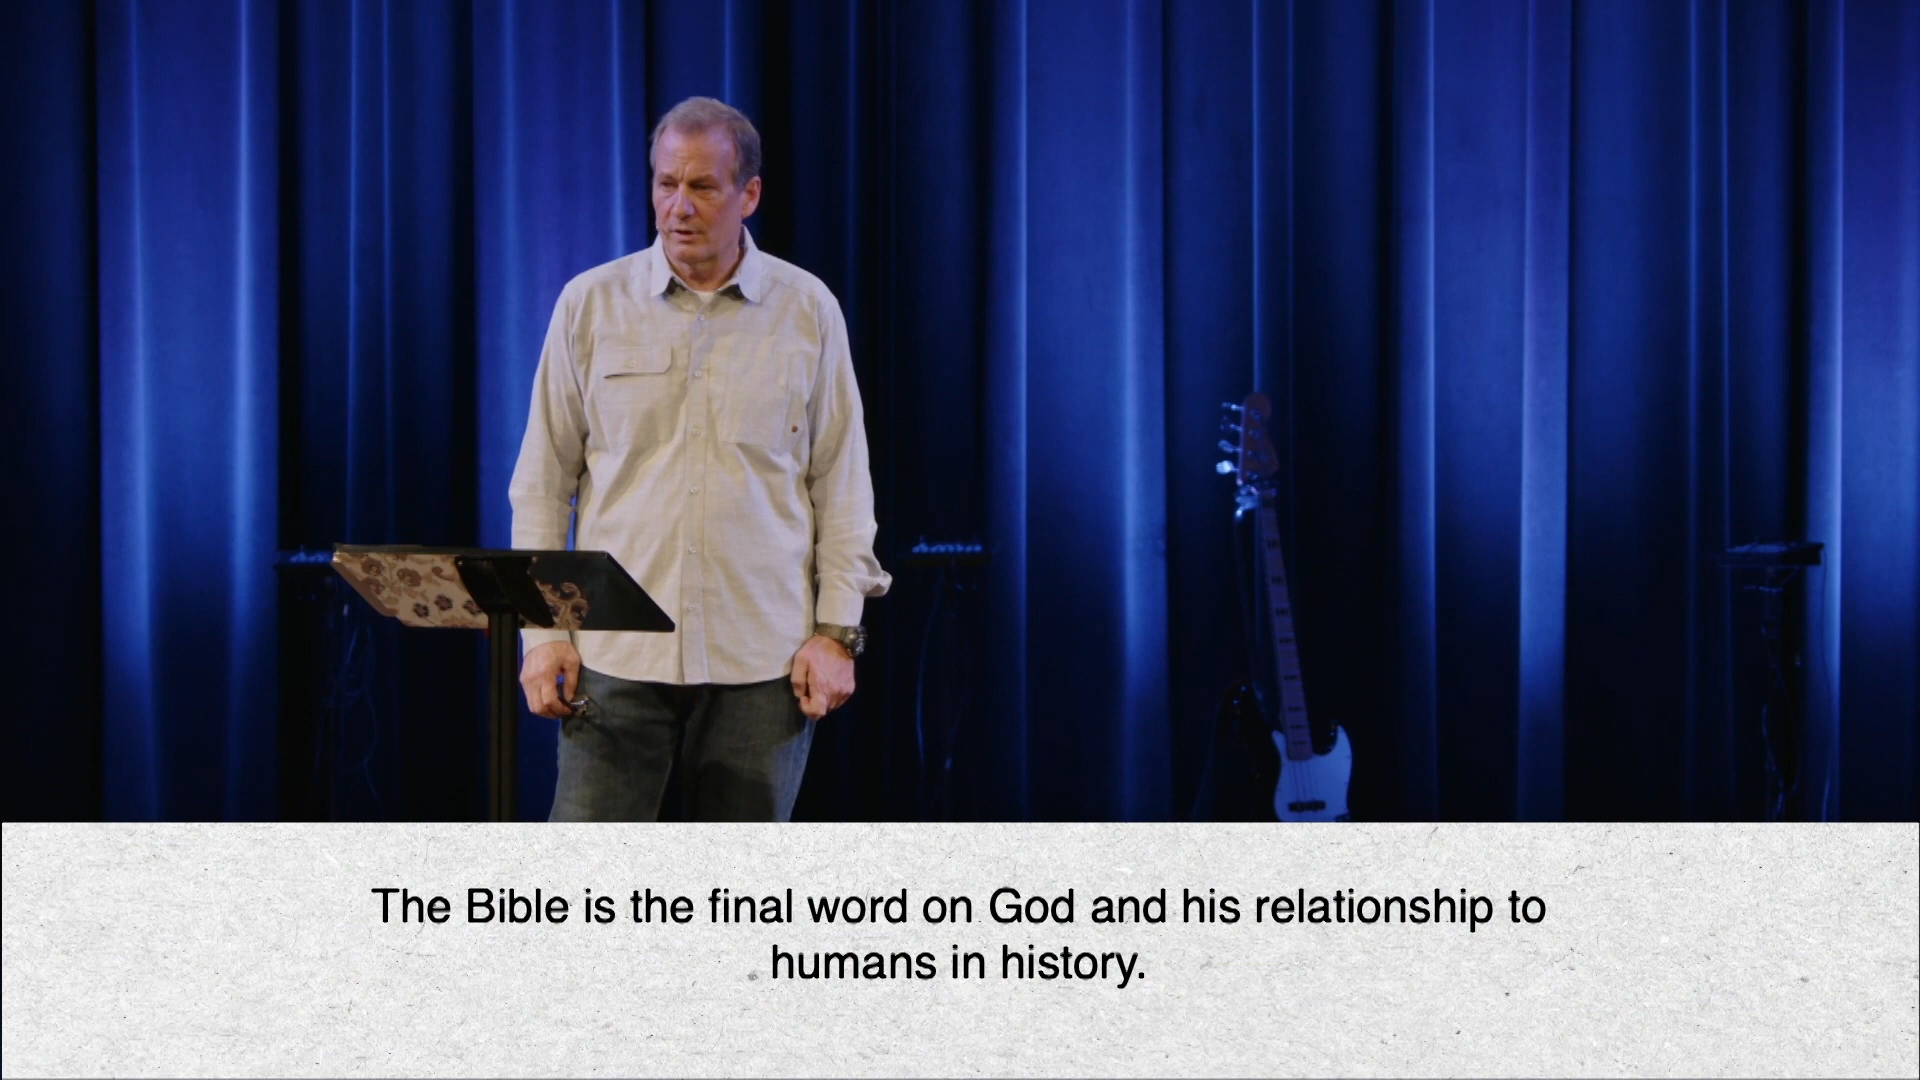 The Bible is the final word on God and his relationship to
humans in history.